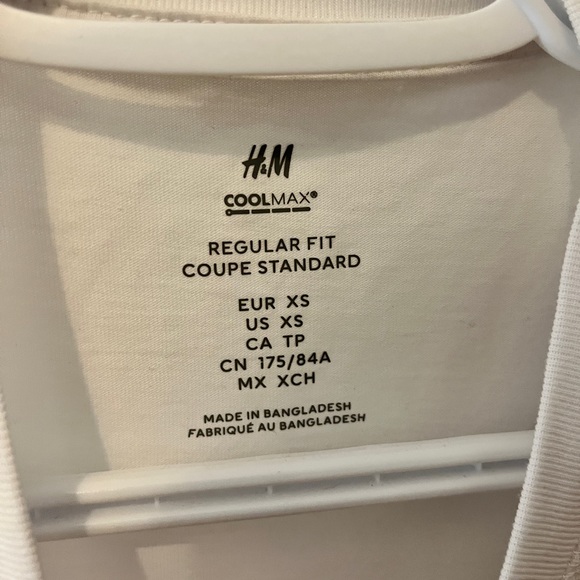 H&M
COOLMAX®
REGULAR FIT
COUPE STANDARD
EUR XS
US XS
CA TP
CN 175/84A
MX XCH
MADE IN BANGLADESH
FABRIQUÉ AU BANGLADESH